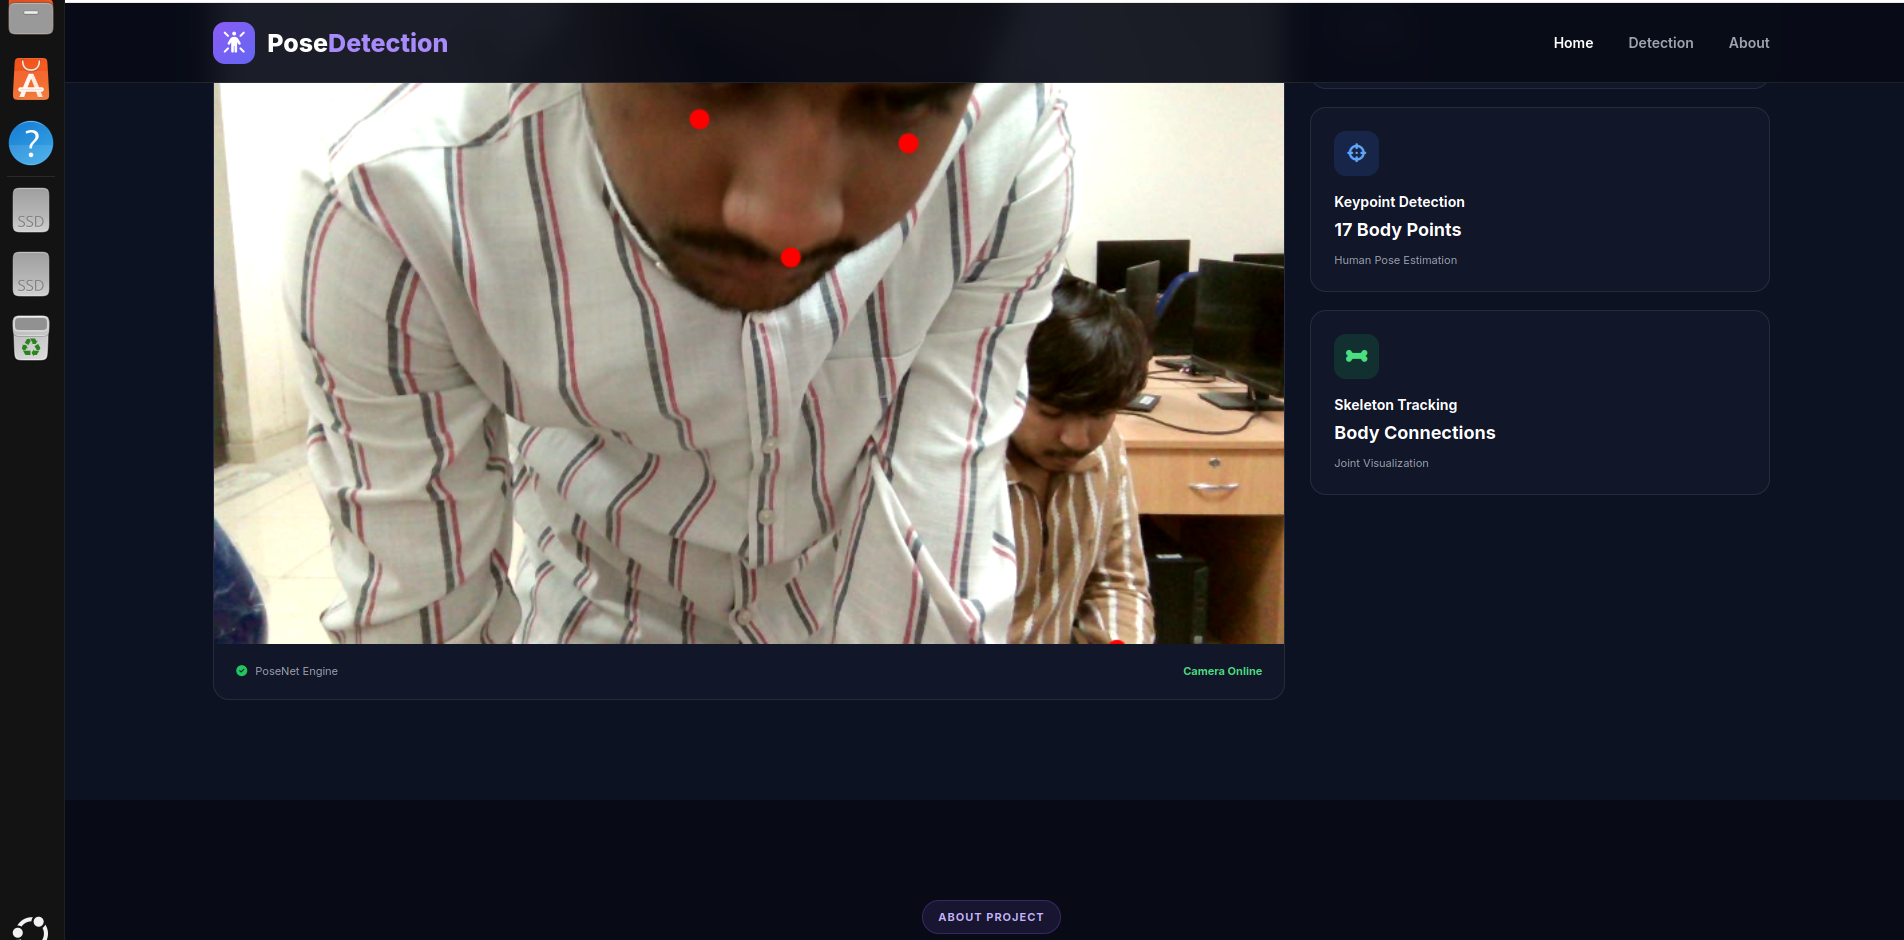 PoseDetection
Home
Detection
About
Keypoint Detection
17 Body Points
Human Pose Estimation
Skeleton Tracking
Body Connections
Joint Visualization
PoseNet Engine
Camera Online
ABOUT PROJECT
SSD
SSD